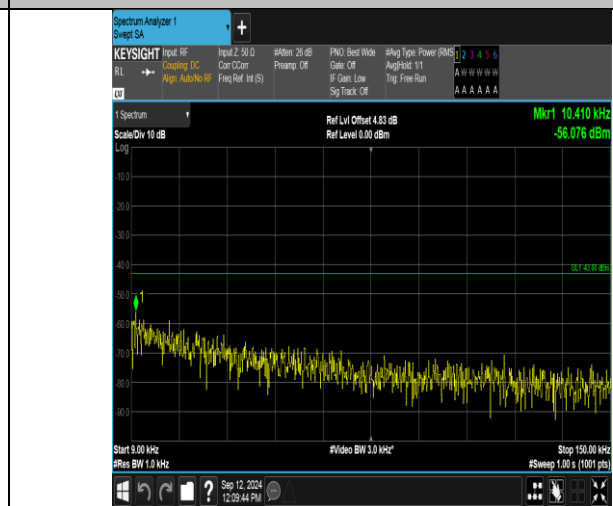 Spectrum Analyzer 1
Swept SA
+
KEYSIGHT
RL
LXI
Input: RF
Coupling: DC
Align: Auto/No RF
Input Z: 50 Ω
Corr CCorr
Freq Ref: Int (S)
#Atten: 26 dB
Preamp: Off
PNO: Best Wide
Gate: Off
IF Gain: Low
Sig Track: Off
#Avg Type: Power (RMS
Avg|Hold: 1/1
Trig: Free Run
1 2 3 4 5 6
A W W W W W
A A A A A A
1 Spectrum
Scale/Div 10 dB
Log
Ref Lvl Offset 4.83 dB
Ref Level 0.00 dBm
Mkr1 10.410 kHz
-56.076 dBm
-10.0
-20.0
-30.0
-40.0
DL1 -43.00 dBm
-50.0
1
-60.0
-70.0
-80.0
-90.0
Start 9.00 kHz
#Res BW 1.0 kHz
#Video BW 3.0 kHz*
Stop 150.00 kHz
#Sweep 1.00 s (1001 pts)
?
Sep 12, 2024
12:09:44 PM